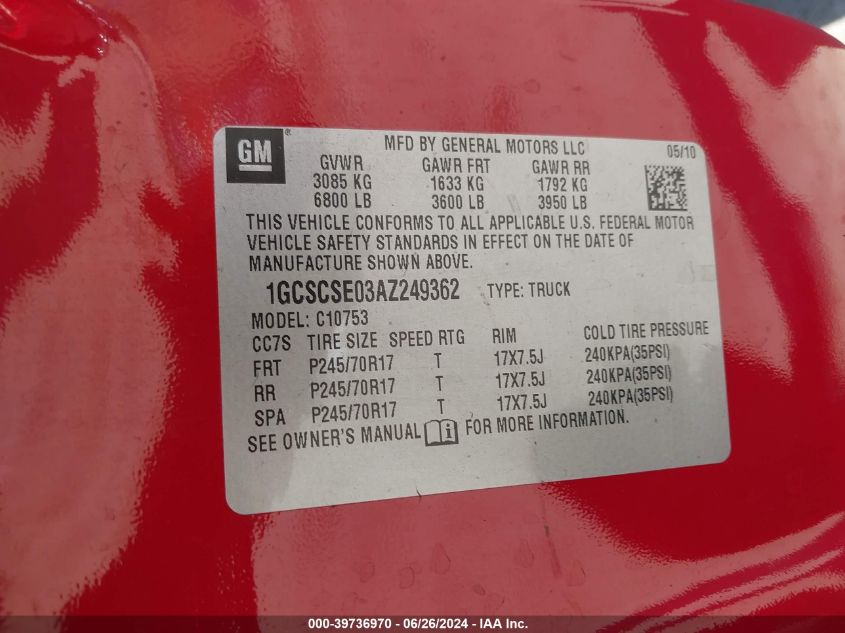 GM
MFD BY GENERAL MOTORS LLC 05/10
GVWR GAWR FRT GAWR RR
3085 KG 1633 KG 1792 KG
6800 LB 3600 LB 3950 LB
THIS VEHICLE CONFORMS TO ALL APPLICABLE U.S. FEDERAL MOTOR
VEHICLE SAFETY STANDARDS IN EFFECT ON THE DATE OF
MANUFACTURE SHOWN ABOVE.
1GCSCSE03AZ249362 TYPE: TRUCK
MODEL: C10753
CC7S TIRE SIZE SPEED RTG RIM COLD TIRE PRESSURE
FRT P245/70R17 T 17X7.5J 240KPA(35PSI)
RR P245/70R17 T 17X7.5J 240KPA(35PSI)
SPA P245/70R17 T 17X7.5J 240KPA(35PSI)
SEE OWNER'S MANUAL i FOR MORE INFORMATION.
000-39736970 / 06/26/2024 - IAA Inc.